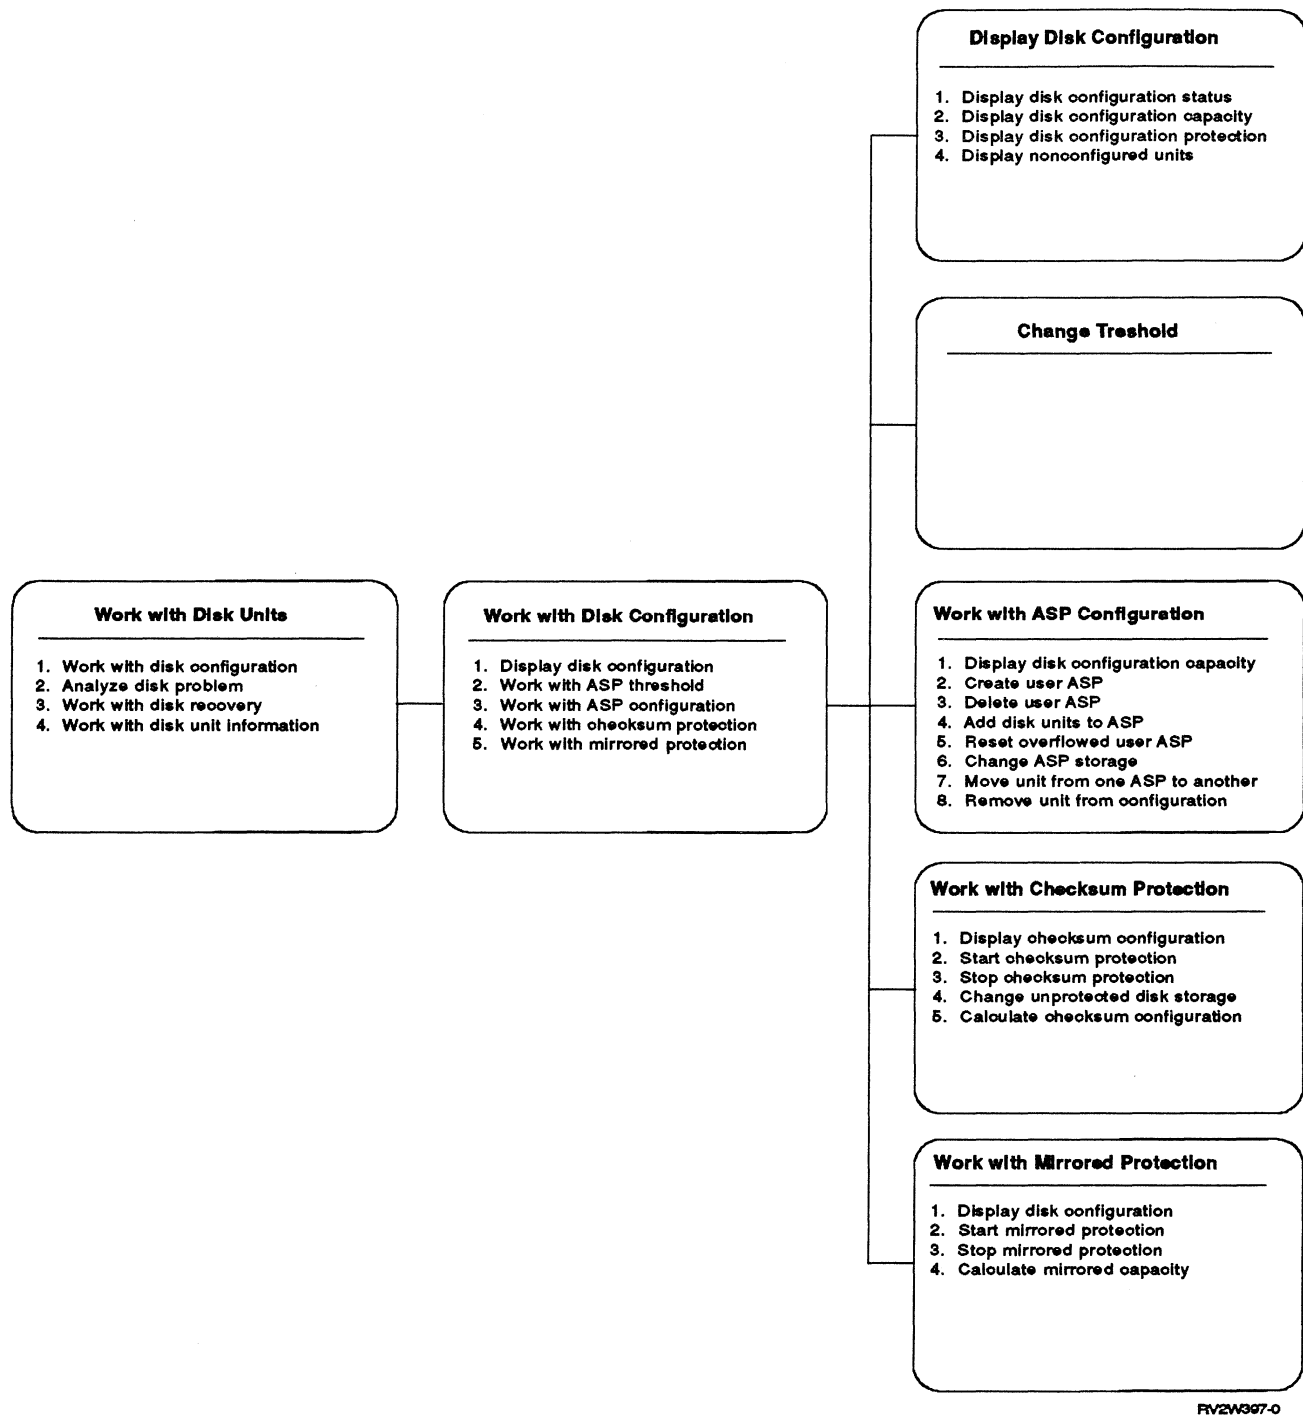 Display Disk Configuration
1. Display disk configuration status
2. Display disk configuration capacity
3. Display disk configuration protection
4. Display nonconfigured units
Change Treshold
Work with Disk Units
1. Work with disk configuration
2. Analyze disk problem
3. Work with disk recovery
4. Work with disk unit information
Work with Disk Configuration
1. Display disk configuration
2. Work with ASP threshold
3. Work with ASP configuration
4. Work with checksum protection
5. Work with mirrored protection
Work with ASP Configuration
1. Display disk configuration capacity
2. Create user ASP
3. Delete user ASP
4. Add disk units to ASP
5. Reset overflowed user ASP
6. Change ASP storage
7. Move unit from one ASP to another
8. Remove unit from configuration
Work with Checksum Protection
1. Display checksum configuration
2. Start checksum protection
3. Stop checksum protection
4. Change unprotected disk storage
5. Calculate checksum configuration
Work with Mirrored Protection
1. Display disk configuration
2. Start mirrored protection
3. Stop mirrored protection
4. Calculate mirrored capacity
RV2W397-0